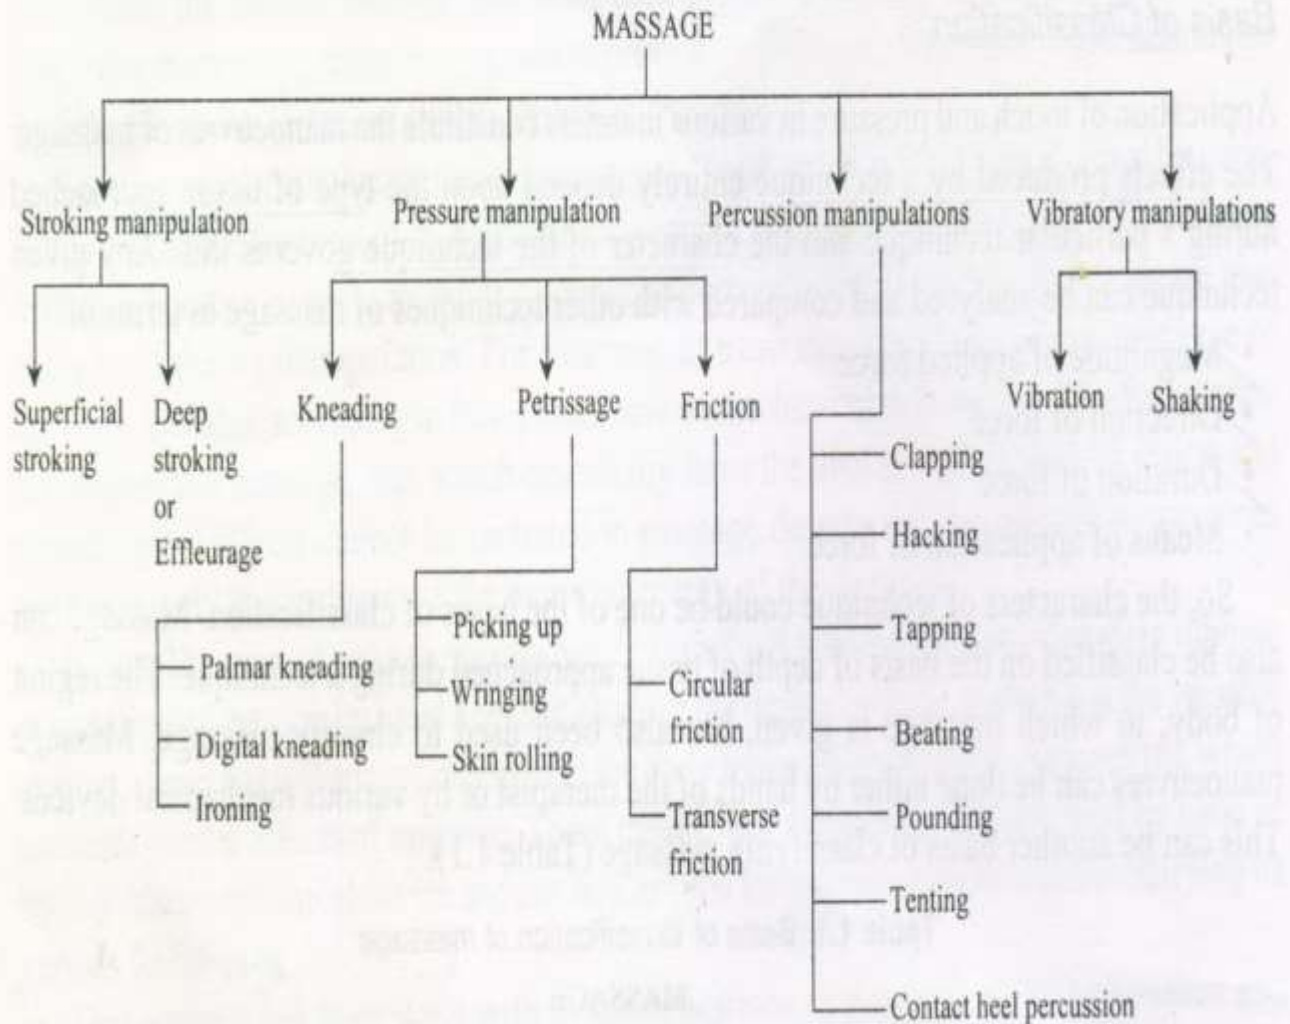 MASSAGE
Stroking manipulation
Pressure manipulation
Percussion manipulations
Vibratory manipulations
Superficial
stroking
Deep
stroking
or
Effleurage
Kneading
Petrissage
Friction
Vibration
Shaking
Palmar kneading
Digital kneading
Ironing
Picking up
Wringing
Skin rolling
Circular
friction
Transverse
friction
Clapping
Hacking
Tapping
Beating
Pounding
Tenting
Contact heel percussion